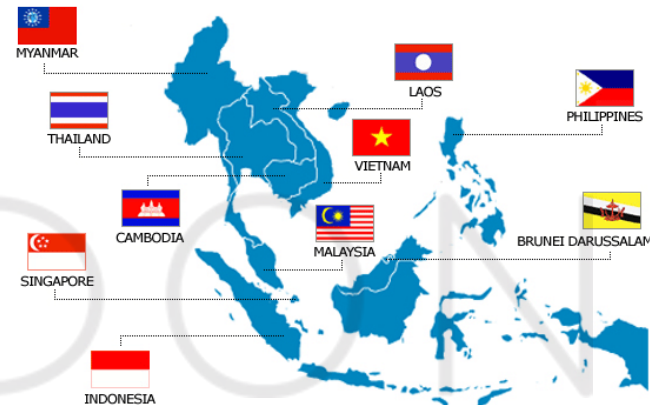 MYANMAR
LAOS
PHILIPPINES
THAILAND
VIETNAM
CAMBODIA
MALAYSIA
BRUNEI DARUSSALAM
SINGAPORE
INDONESIA